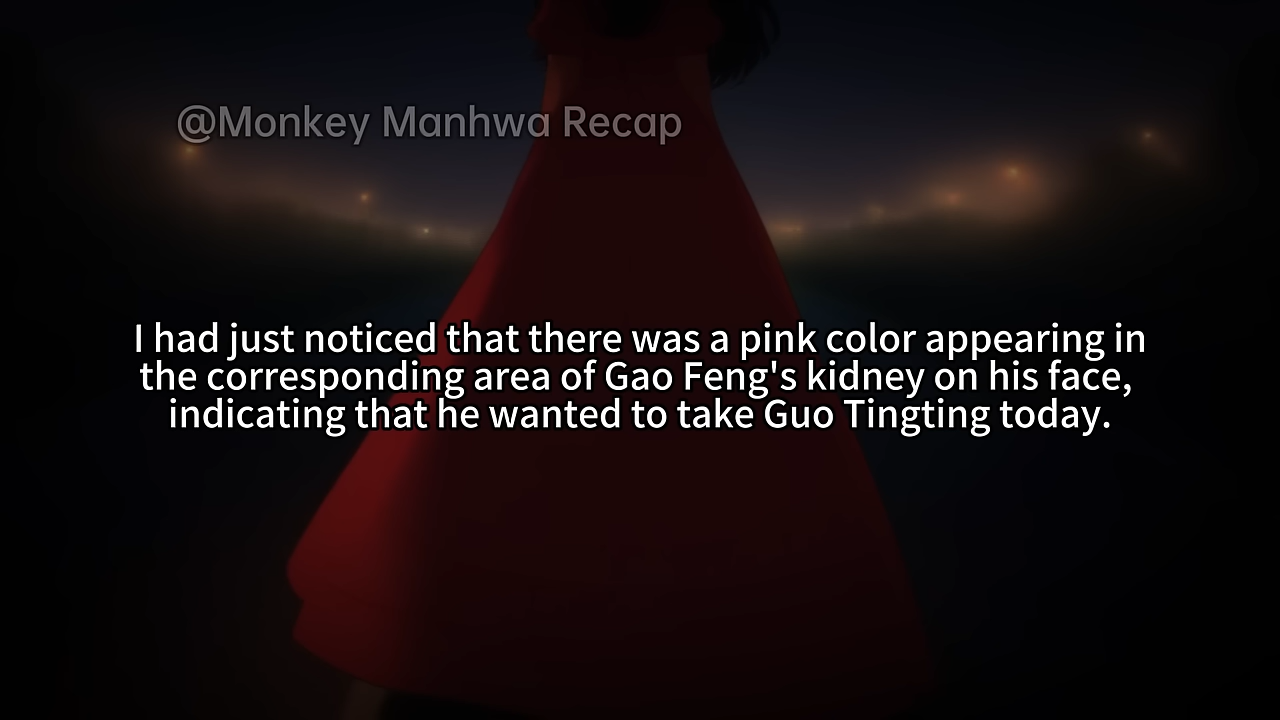 @Monkey Manhwa Recap
I had just noticed that there was a pink color appearing in
the corresponding area of Gao Feng's kidney on his face,
indicating that he wanted to take Guo Tingting today.